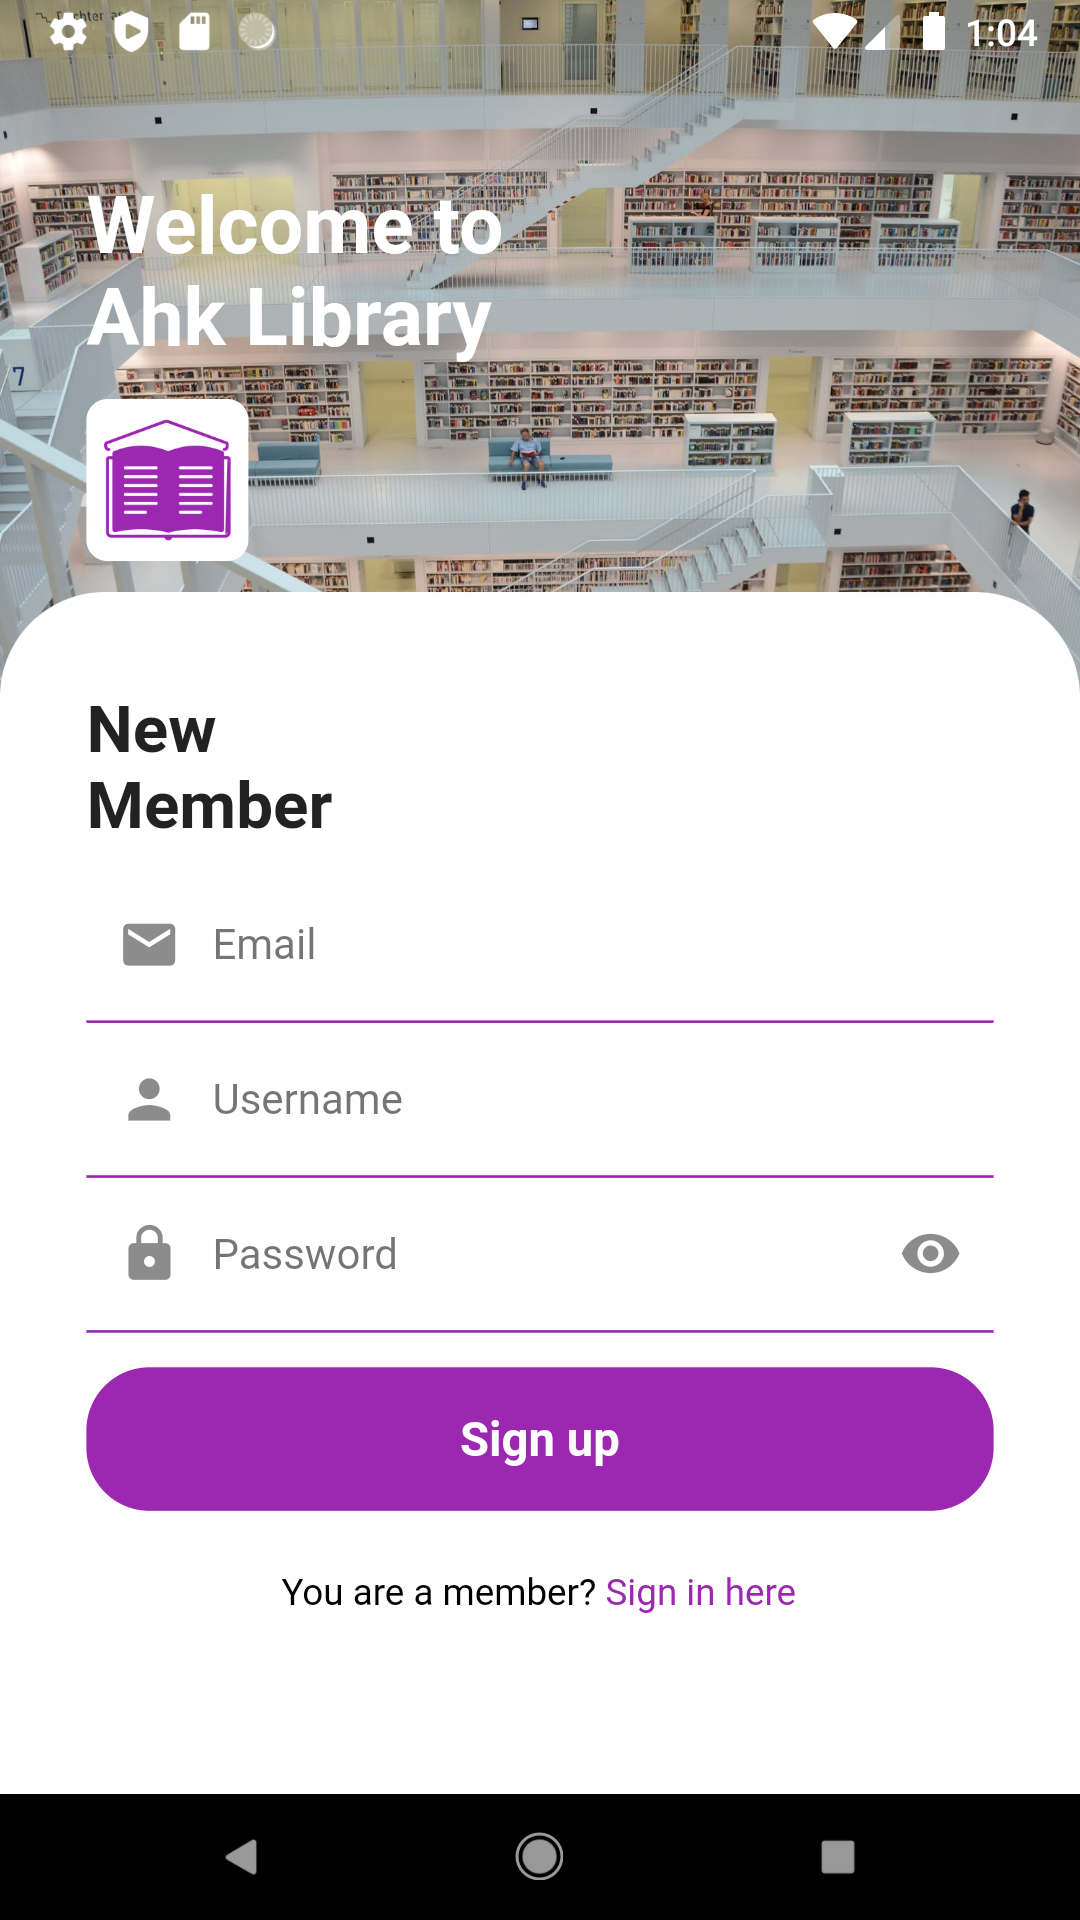 1:04
Welcome to
Ahk Library
7
New
Member
Email
Username
Password
Sign up
You are a member? Sign in here